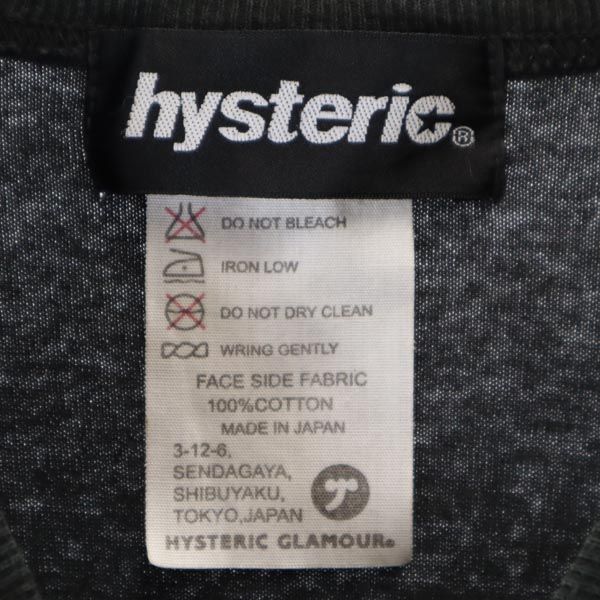 hysteric®
DO NOT BLEACH
IRON LOW
DO NOT DRY CLEAN
WRING GENTLY
FACE SIDE FABRIC
100%COTTON
MADE IN JAPAN
3-12-6,
SENDAGAYA,
SHIBUYAKU,
TOKYO,JAPAN
HYSTERIC GLAMOUR®